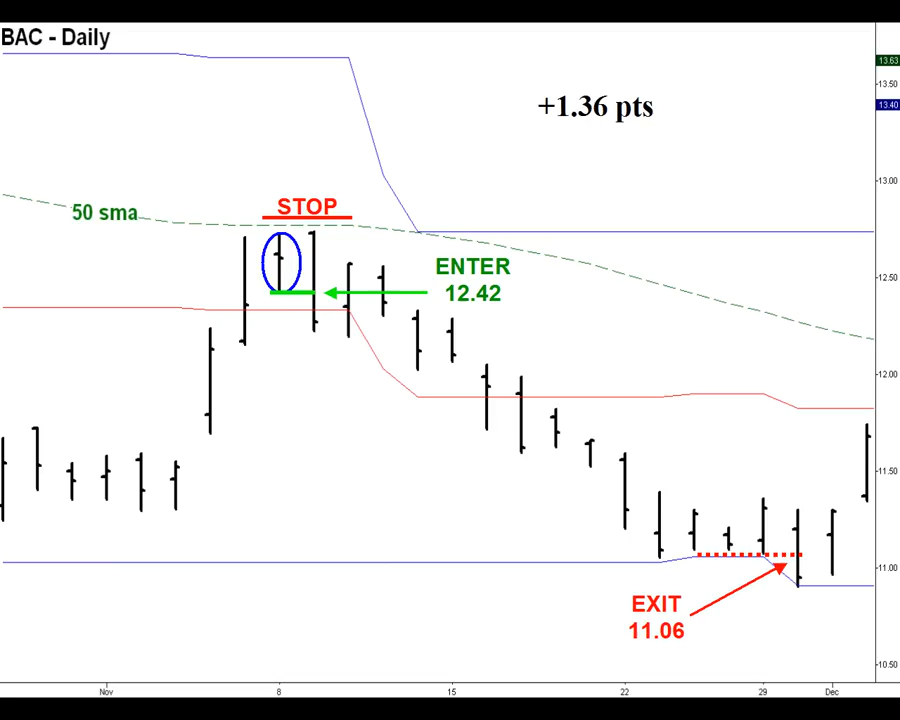 BAC - Daily
13.63
13.50
13.40
+1.36 pts
13.00
50 sma
STOP
ENTER
12.42
12.50
12.00
11.50
11.00
EXIT
11.06
10.50
Nov 8 15 22 29 Dec